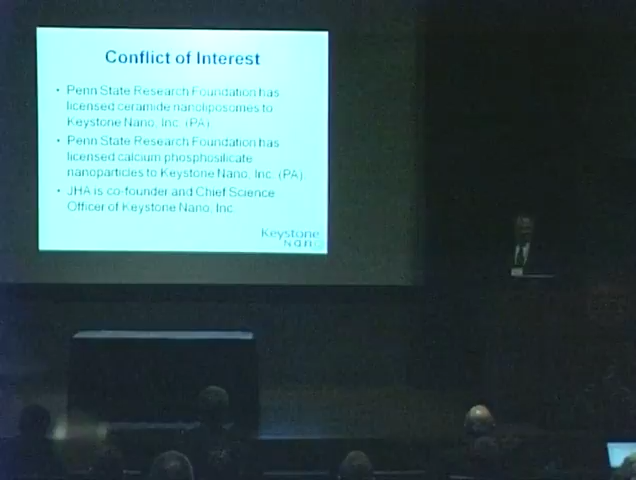 Conflict of Interest
• Penn State Research Foundation has
licensed ceramide nanoliposomes to
Keystone Nano, Inc. (PA).
• Penn State Research Foundation has
licensed calcium phosphosilicate
nanoparticles to Keystone Nano, Inc. (PA).
• JHA is co-founder and Chief Science
Officer of Keystone Nano, Inc.
Keystone
nano